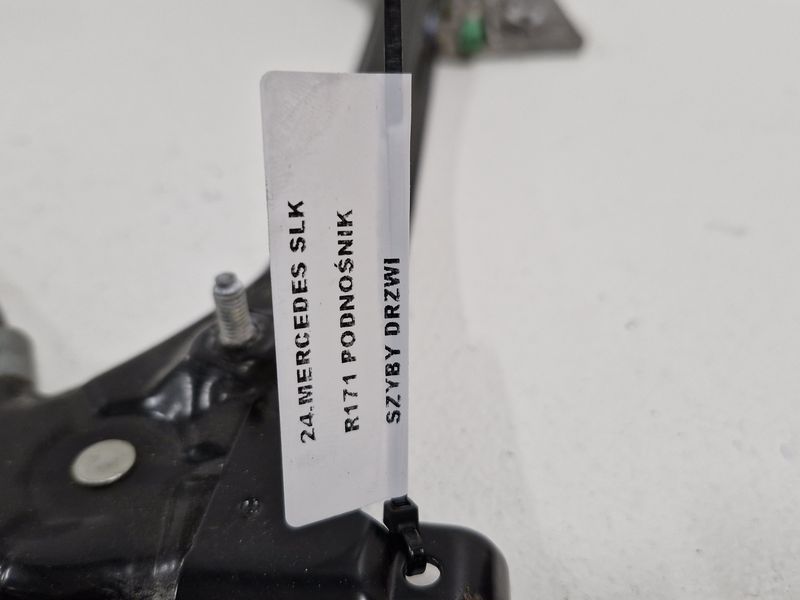 24.MERCEDES SLK
R171 PODNOŚNIK
SZYBY DRZWI